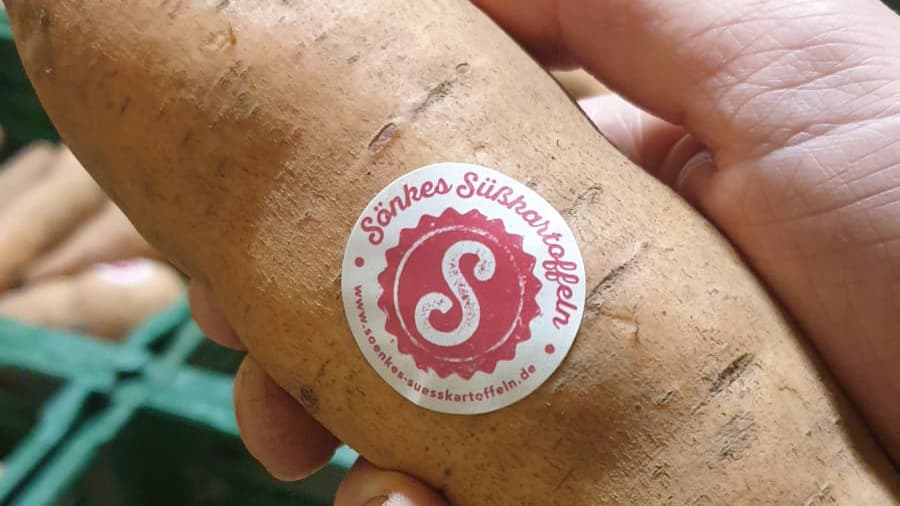 Sönkes Süßkartoffeln
S
www.soenkes-suesskartoffeln.de